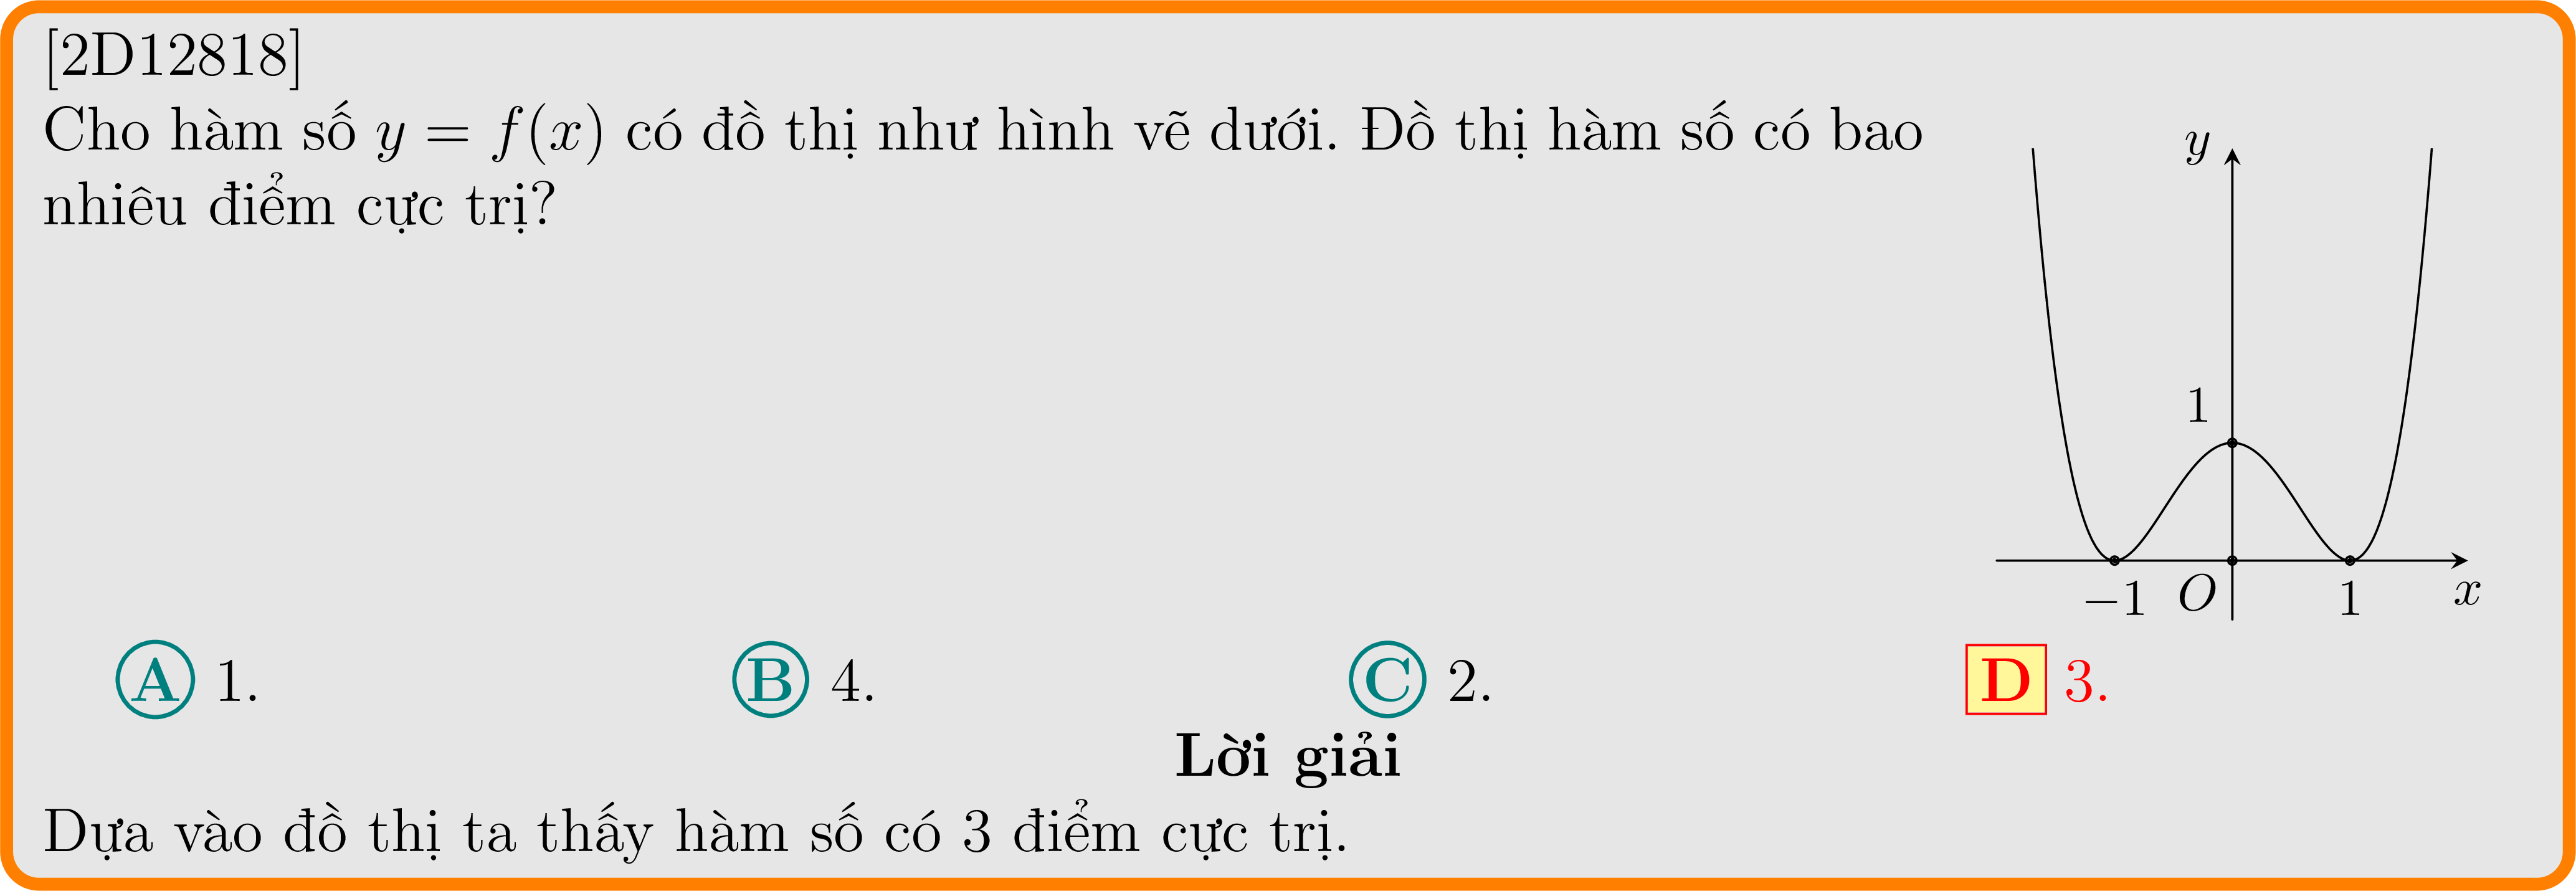 [2D12818]
Cho hàm số y = f(x) có đồ thị như hình vẽ dưới. Đồ thị hàm số có bao
nhiêu điểm cực trị?
y
1
−1 O 1 x
A 1. B 4. C 2. D 3.
Lời giải
Dựa vào đồ thị ta thấy hàm số có 3 điểm cực trị.